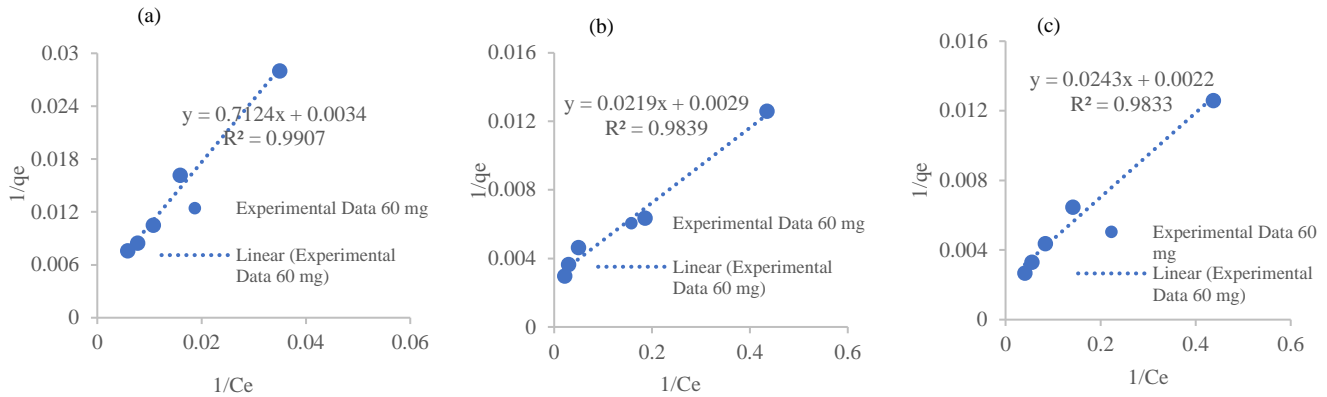 (a)
0.03
0.024
0.018
0.012
0.006
0
0
0.02
0.04
0.06
1/qe
1/Ce
y = 0.7124x + 0.0034
R² = 0.9907
Experimental Data 60 mg
Linear (Experimental
Data 60 mg)
(b)
0.016
0.012
0.008
0.004
0
0
0.2
0.4
0.6
1/qe
1/Ce
y = 0.0219x + 0.0029
R² = 0.9839
Experimental Data 60 mg
Linear (Experimental
Data 60 mg)
(c)
0.016
0.012
0.008
0.004
0
0
0.2
0.4
0.6
1/qe
1/Ce
y = 0.0243x + 0.0022
R² = 0.9833
Experimental Data 60
mg
Linear (Experimental
Data 60 mg)